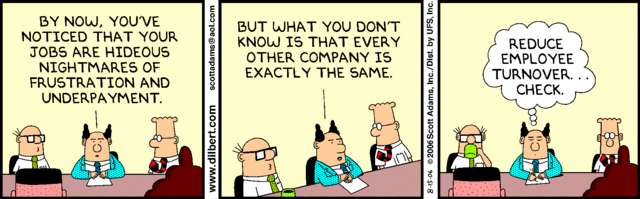 BY NOW, YOU'VE
NOTICED THAT YOUR
JOBS ARE HIDEOUS
NIGHTMARES OF
FRUSTRATION AND
UNDERPAYMENT.
www.dilbert.com
scottadams@aol.com
BUT WHAT YOU DON'T
KNOW IS THAT EVERY
OTHER COMPANY IS
EXACTLY THE SAME.
8-15-06 ©2006 Scott Adams, Inc./Dist. by UFS, Inc.
REDUCE
EMPLOYEE
TURNOVER...
CHECK.